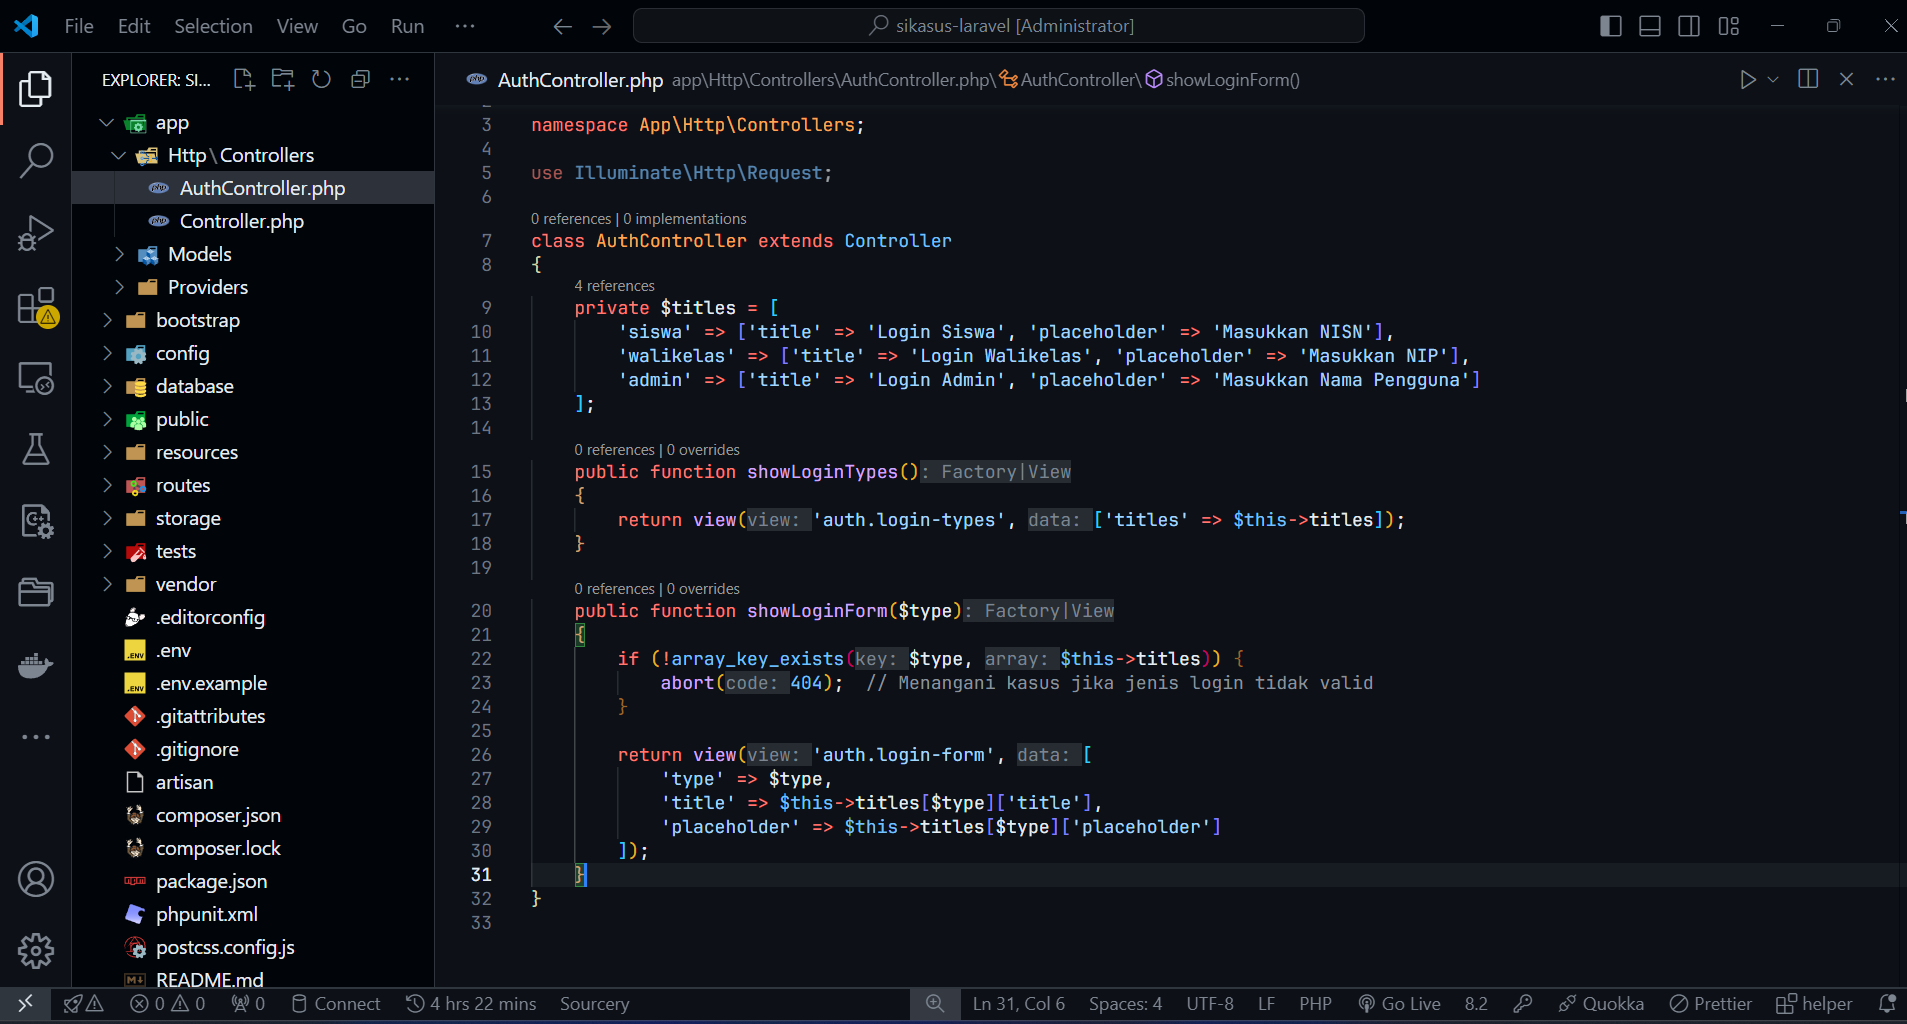 File Edit Selection View Go Run ··· sikasus-laravel [Administrator]
EXPLORER: SI...
app
Http\Controllers
AuthController.php
Controller.php
Models
Providers
bootstrap
config
database
public
resources
routes
storage
tests
vendor
.editorconfig
.env
.env.example
.gitattributes
.gitignore
artisan
composer.json
composer.lock
package.json
phpunit.xml
postcss.config.js
README.md
AuthController.php app\Http\Controllers\AuthController.php\AuthController\showLoginForm()
2
3 namespace App\Http\Controllers;
4
5 use Illuminate\Http\Request;
6
0 references | 0 implementations
7 class AuthController extends Controller
8 {
4 references
9 private $titles = [
10 'siswa' => ['title' => 'Login Siswa', 'placeholder' => 'Masukkan NISN'],
11 'walikelas' => ['title' => 'Login Walikelas', 'placeholder' => 'Masukkan NIP'],
12 'admin' => ['title' => 'Login Admin', 'placeholder' => 'Masukkan Nama Pengguna']
13 ];
14
0 references | 0 overrides
15 public function showLoginTypes(): Factory|View
16 {
17 return view(view: 'auth.login-types', data: ['titles' => $this->titles]);
18 }
19
0 references | 0 overrides
20 public function showLoginForm($type): Factory|View
21 {
22 if (!array_key_exists(key: $type, array: $this->titles)) {
23 abort(code: 404); // Menangani kasus jika jenis login tidak valid
24 }
25
26 return view(view: 'auth.login-form', data: [
27 'type' => $type,
28 'title' => $this->titles[$type]['title'],
29 'placeholder' => $this->titles[$type]['placeholder']
30 ]);
31 }
32 }
33
0 0 0 Connect 4 hrs 22 mins Sourcery Ln 31, Col 6 Spaces: 4 UTF-8 LF PHP Go Live 8.2 Quokka Prettier helper